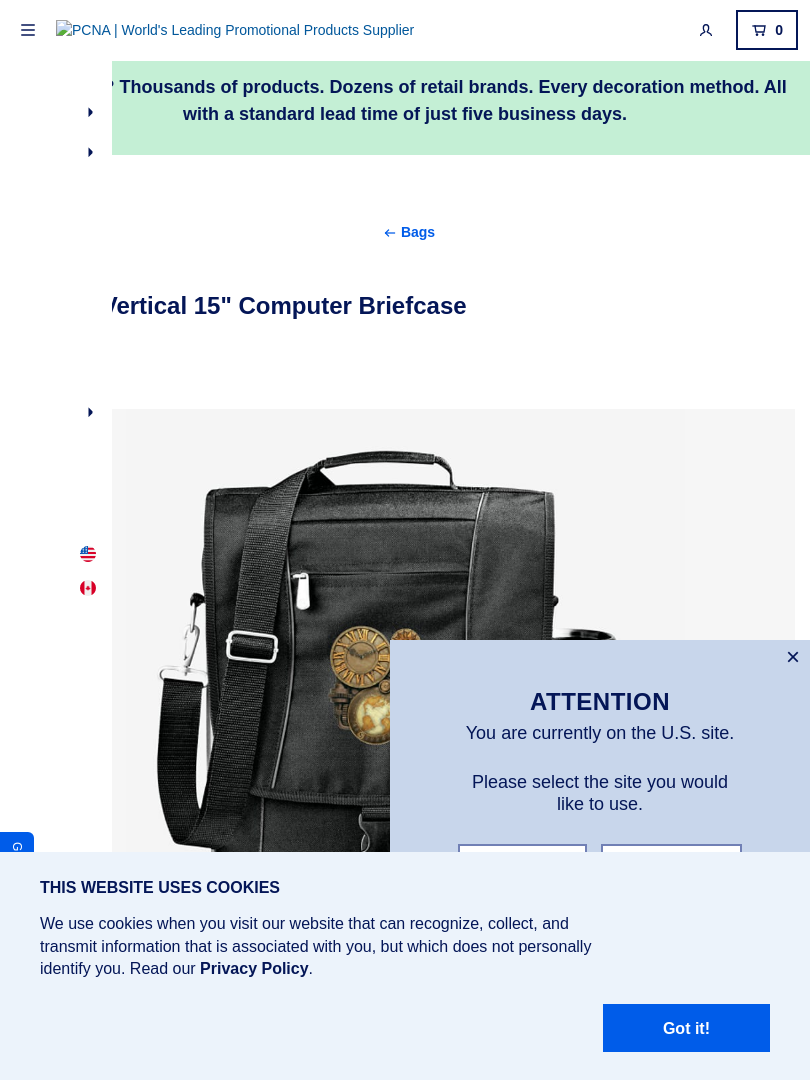 PCNA | World's Leading Promotional Products Supplier
0
? Thousands of products. Dozens of retail brands. Every decoration method. All
with a standard lead time of just five business days.
← Bags
Vertical 15" Computer Briefcase
×
ATTENTION
You are currently on the U.S. site.
Please select the site you would
like to use.
G
THIS WEBSITE USES COOKIES
We use cookies when you visit our website that can recognize, collect, and
transmit information that is associated with you, but which does not personally
identify you. Read our Privacy Policy.
Got it!